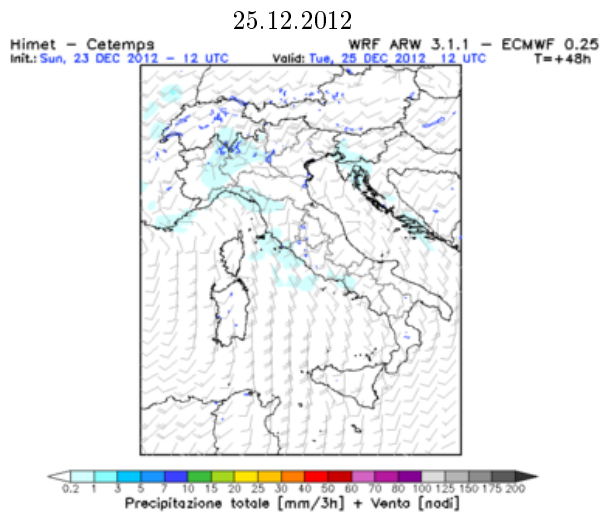 25.12.2012
Himet – Cetemps WRF ARW 3.1.1 – ECMWF 0.25
Init.: Sun, 23 DEC 2012 – 12 UTC Valid: Tue, 25 DEC 2012 12 UTC T=+48h
0.2 1 3 5 7 10 15 20 25 30 40 50 60 70 80 100 125 150 175 200
Precipitazione totale [mm/3h] + Vento [nodi]